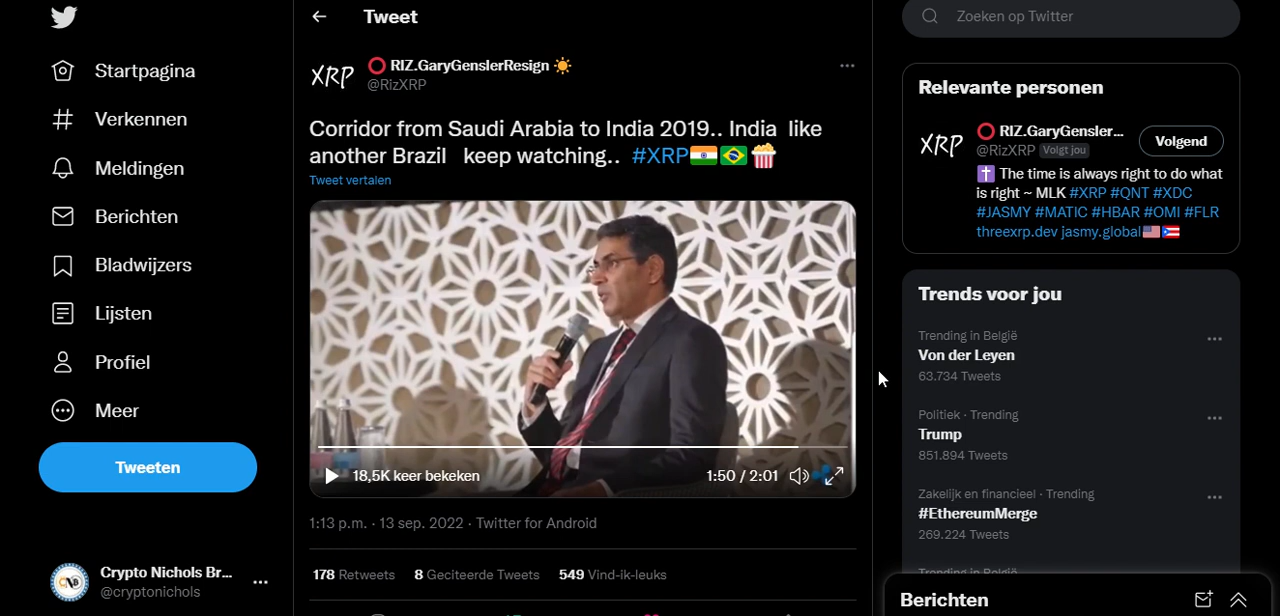 Startpagina
Verkennen
Meldingen
Berichten
Bladwijzers
Lijsten
Profiel
Meer
Tweeten
Crypto Nichols Br...
@cryptonichols
Tweet
XRP
RIZ.GaryGenslerResign
@RizXRP
Corridor from Saudi Arabia to India 2019.. India like
another Brazil keep watching.. #XRP
Tweet vertalen
18,5K keer bekeken
1:50 / 2:01
1:13 p.m. · 13 sep. 2022 · Twitter for Android
178 Retweets 8 Geciteerde Tweets 549 Vind-ik-leuks
Zoeken op Twitter
Relevante personen
XRP
RIZ.GaryGensler...
@RizXRP Volgt jou
Volgend
The time is always right to do what
is right ~ MLK #XRP #QNT #XDC
#JASMY #MATIC #HBAR #OMI #FLR
threexrp.dev jasmy.global
Trends voor jou
Trending in België
Von der Leyen
63.734 Tweets
Politiek · Trending
Trump
851.894 Tweets
Zakelijk en financieel · Trending
#EthereumMerge
269.224 Tweets
Trending in België
Berichten